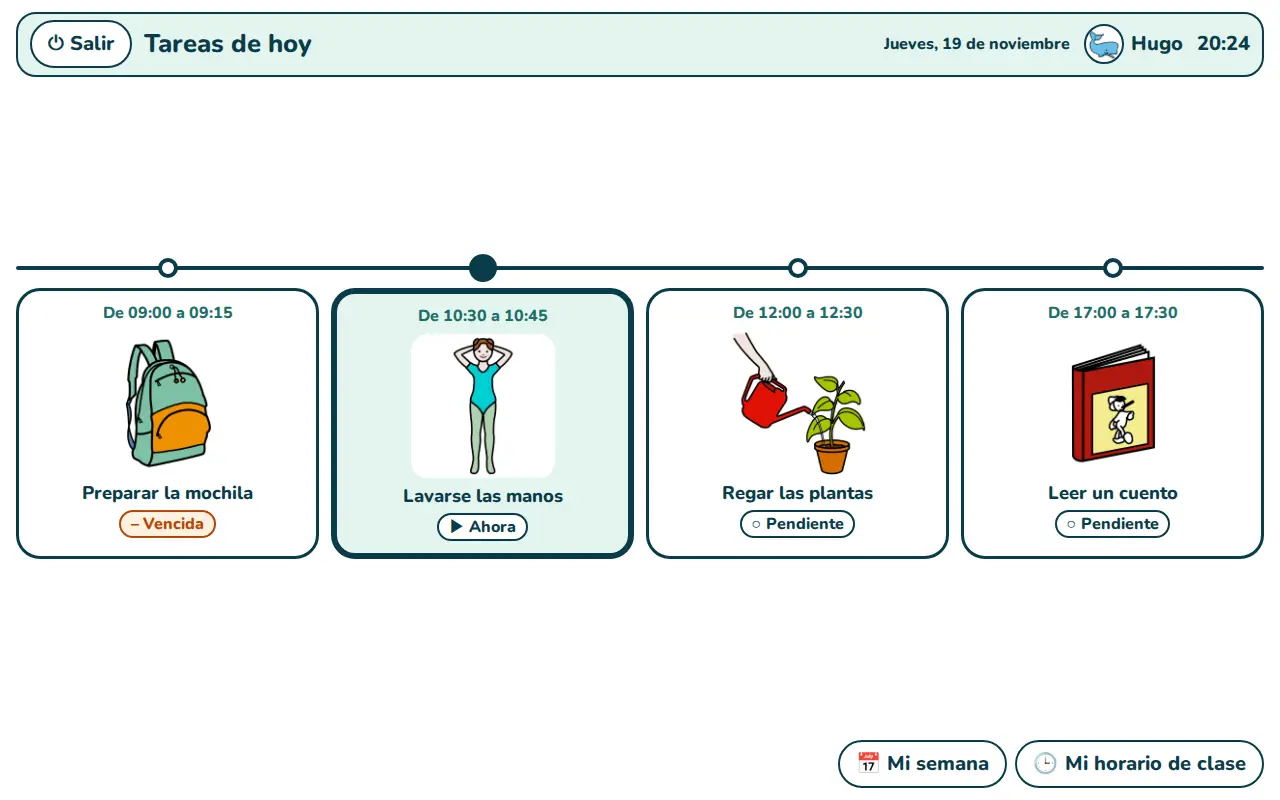 Salir
Tareas de hoy
Jueves, 19 de noviembre
Hugo
20:24
De 09:00 a 09:15
Preparar la mochila
– Vencida
De 10:30 a 10:45
Lavarse las manos
▶ Ahora
De 12:00 a 12:30
Regar las plantas
○ Pendiente
De 17:00 a 17:30
Leer un cuento
○ Pendiente
📅 Mi semana
🕒 Mi horario de clase